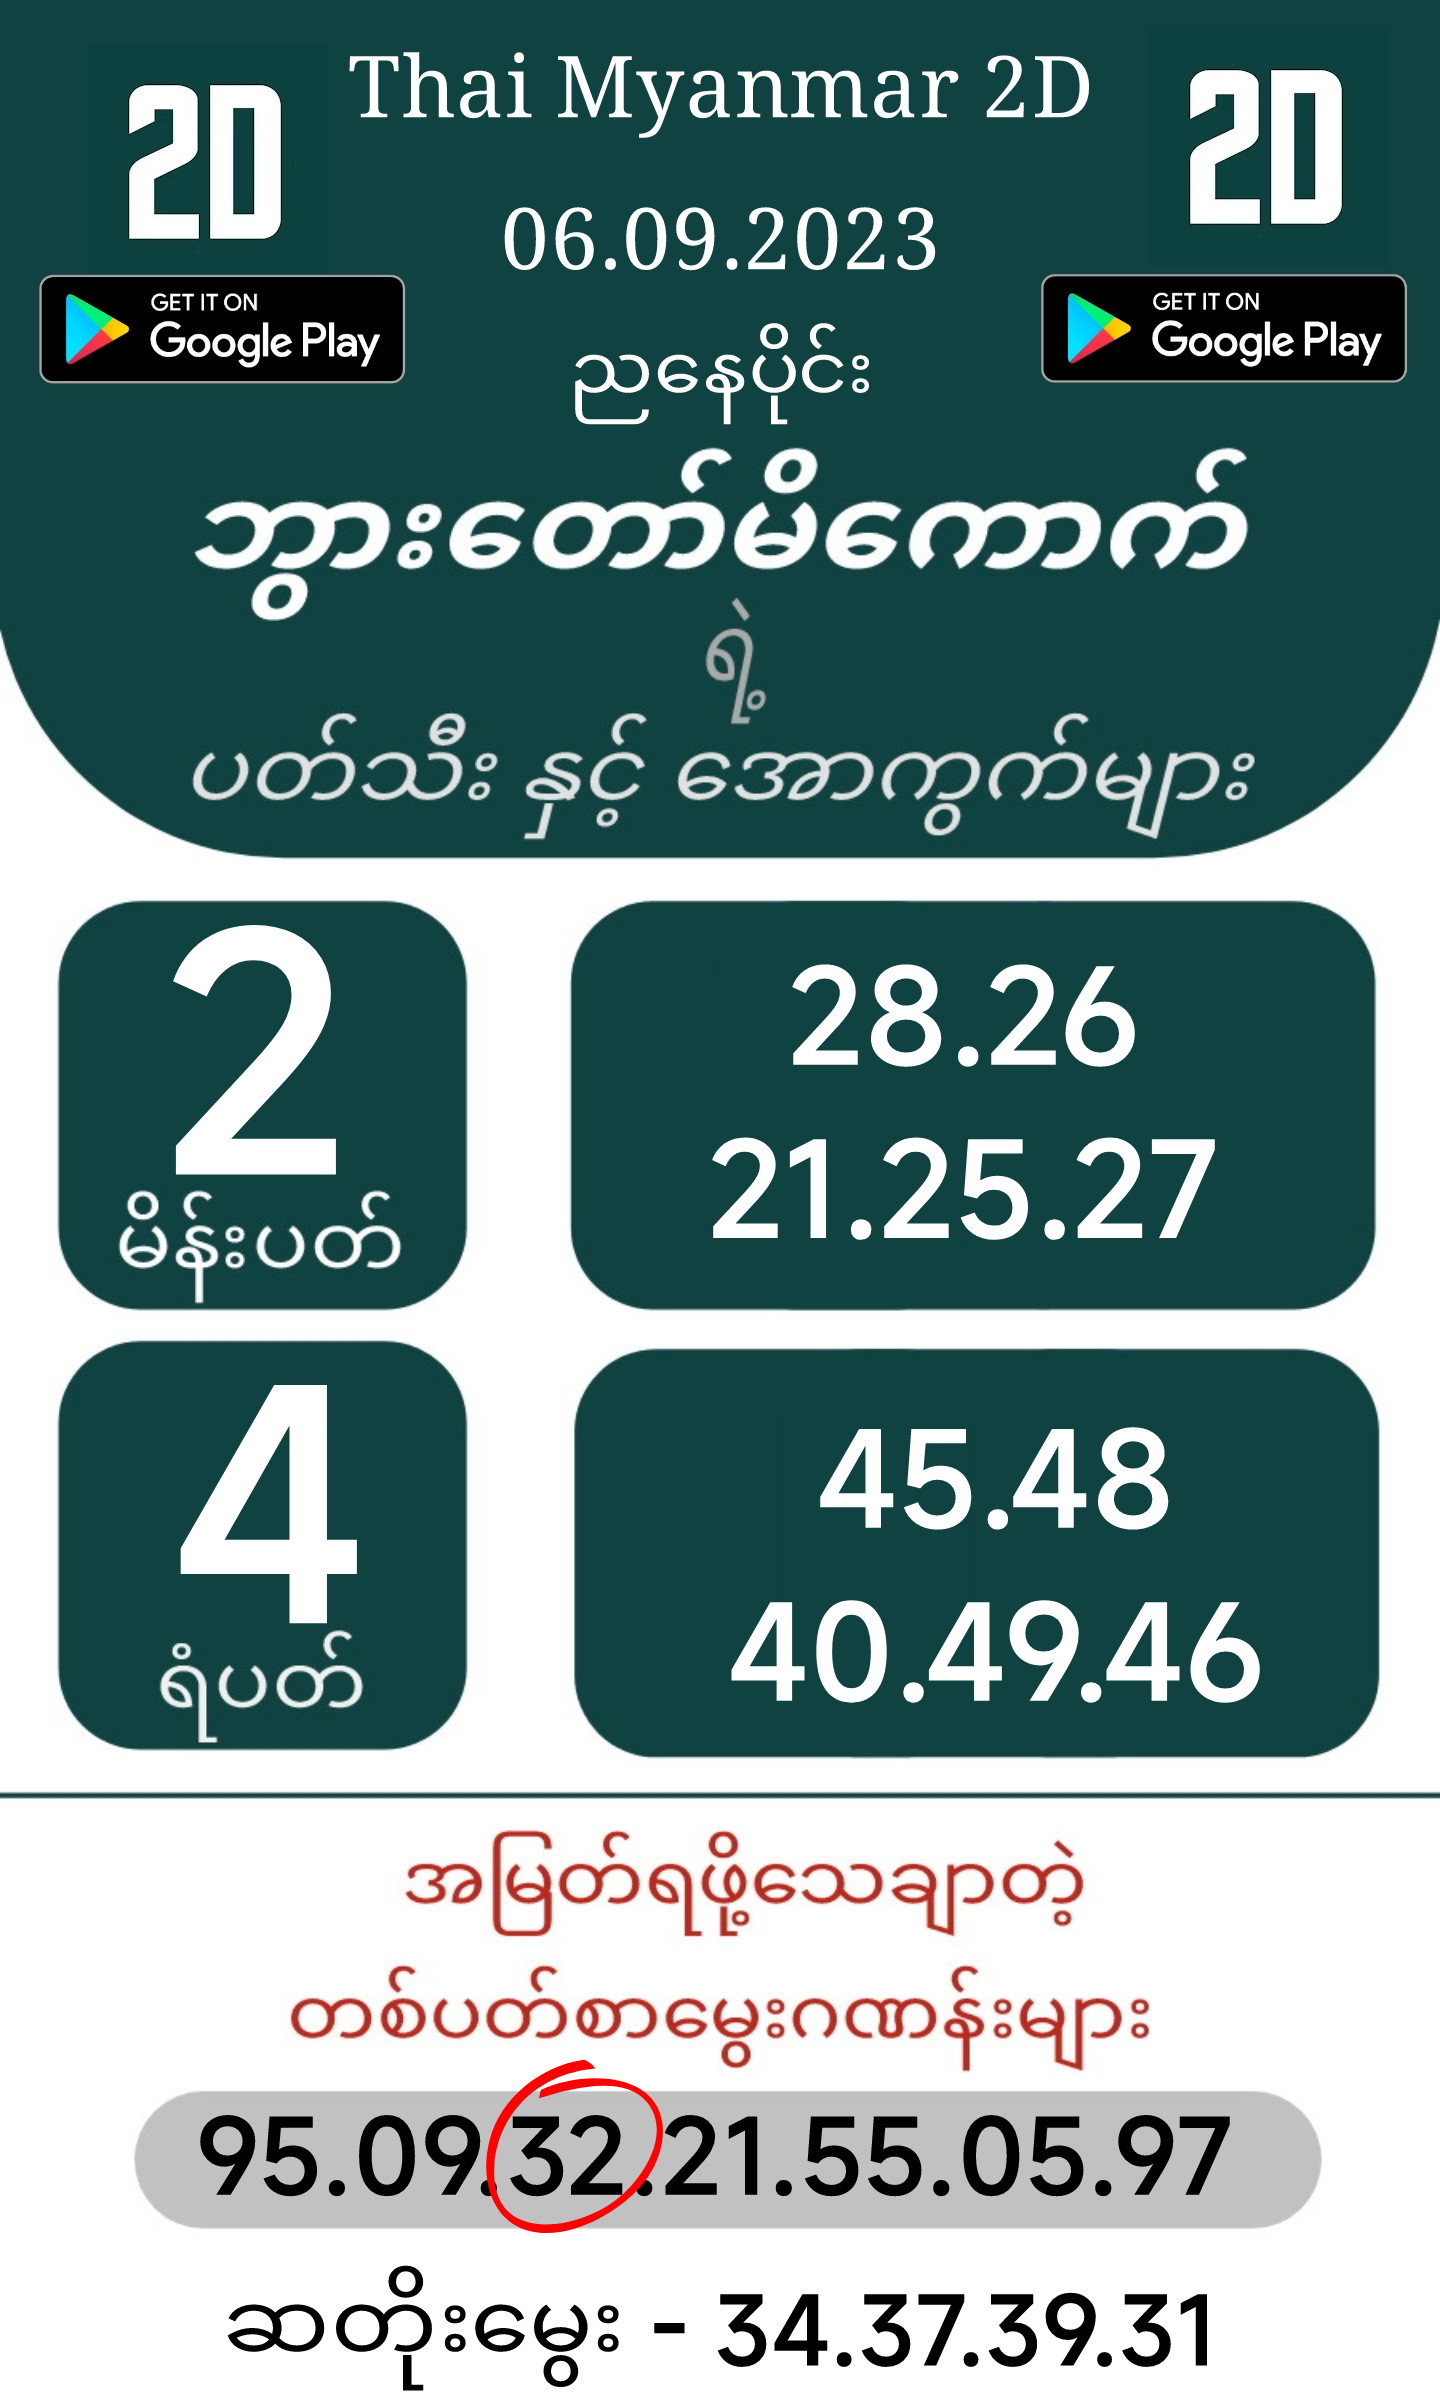 Thai Myanmar 2D
2D
2D
06.09.2023
GET IT ON
Google Play
GET IT ON
Google Play
ညနေပိုင်း
ဘွားတော်မိကောက်
ရဲ့
ပတ်သီး နှင့် အောကွက်များ
2
မိန်းပတ်
28.26
21.25.27
4
ရံပတ်
45.48
40.49.46
အမြတ်ရဖို့သေချာတဲ့
တစ်ပတ်စာမွေးဂဏန်းများ
95.09.32.21.55.05.97
ဆတိုးမွေး - 34.37.39.31